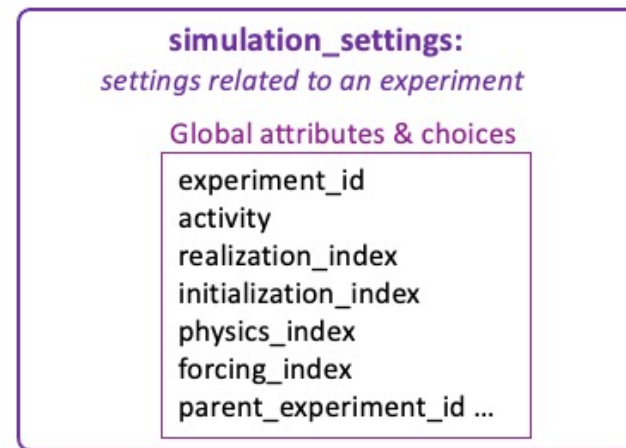 simulation_settings:
settings related to an experiment
Global attributes & choices
experiment_id
activity
realization_index
initialization_index
physics_index
forcing_index
parent_experiment_id ...